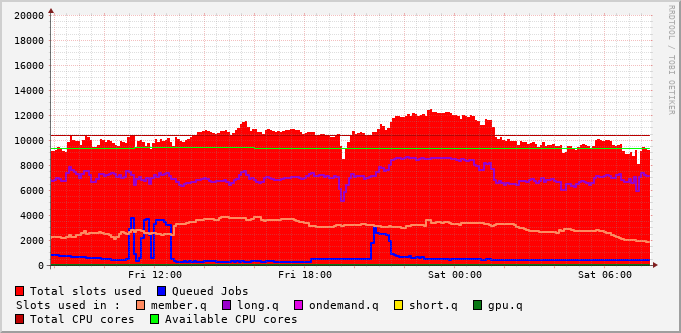 20000
18000
16000
14000
12000
10000
8000
6000
4000
2000
0
Fri 12:00 Fri 18:00 Sat 00:00 Sat 06:00
RRDTOOL / TOBI OETIKER
Total slots used Queued Jobs
Slots used in : member.q long.q ondemand.q short.q gpu.q
Total CPU cores Available CPU cores